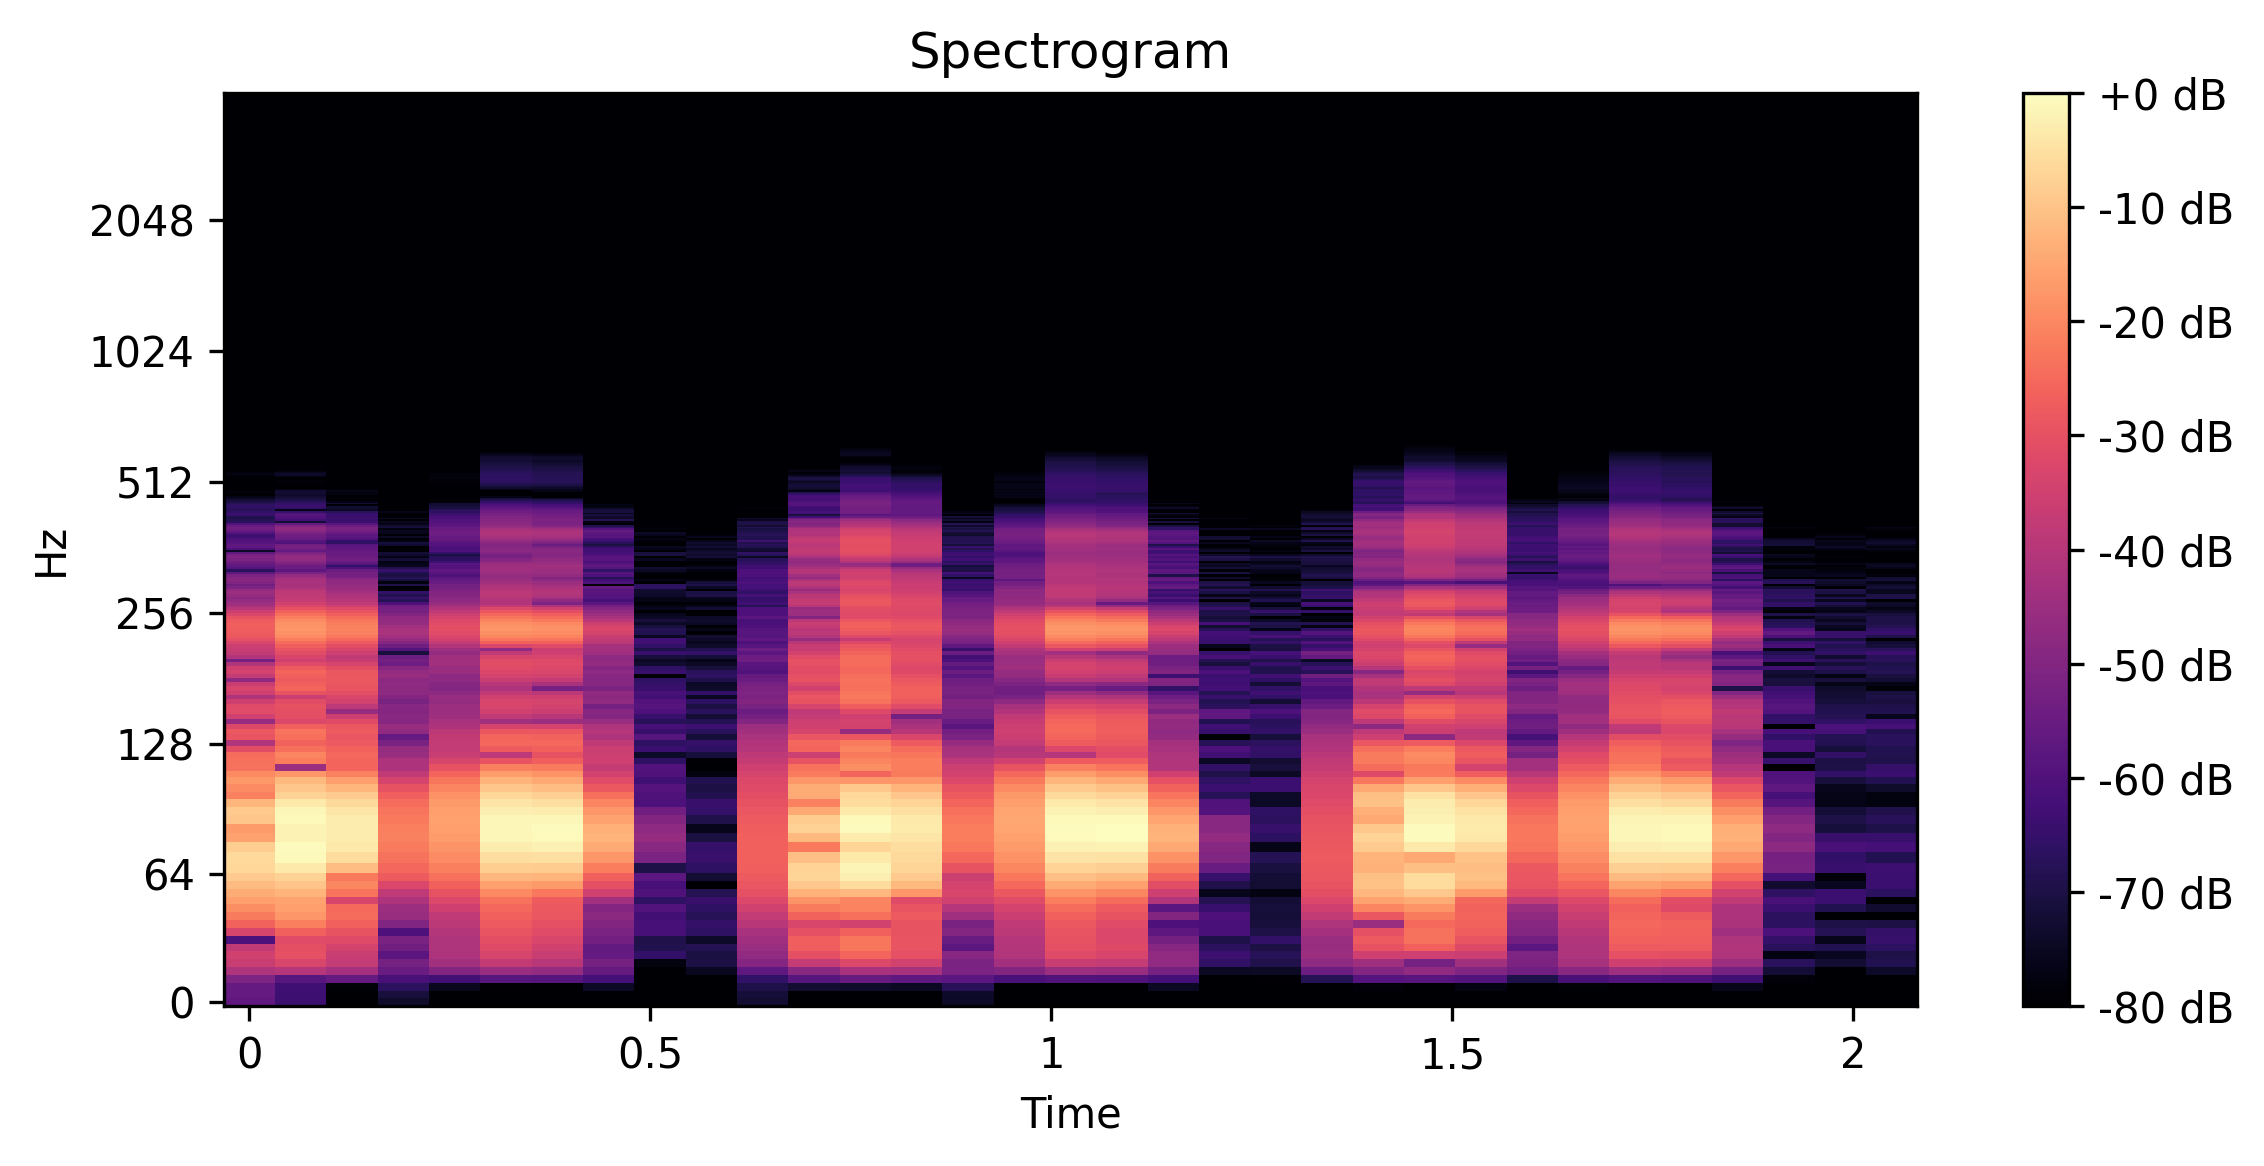 Spectrogram
Hz
2048
1024
512
256
128
64
0
0 0.5 1 1.5 2
Time
+0 dB
-10 dB
-20 dB
-30 dB
-40 dB
-50 dB
-60 dB
-70 dB
-80 dB